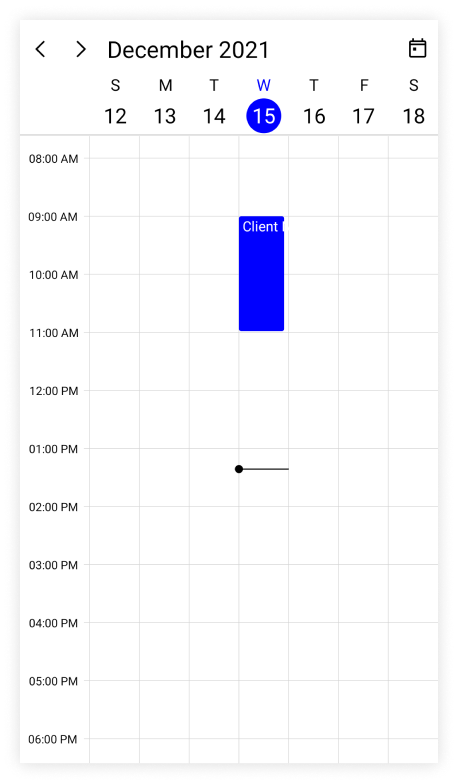 December 2021
S M T W T F S
12 13 14 15 16 17 18
08:00 AM
09:00 AM
Client
10:00 AM
11:00 AM
12:00 PM
01:00 PM
02:00 PM
03:00 PM
04:00 PM
05:00 PM
06:00 PM